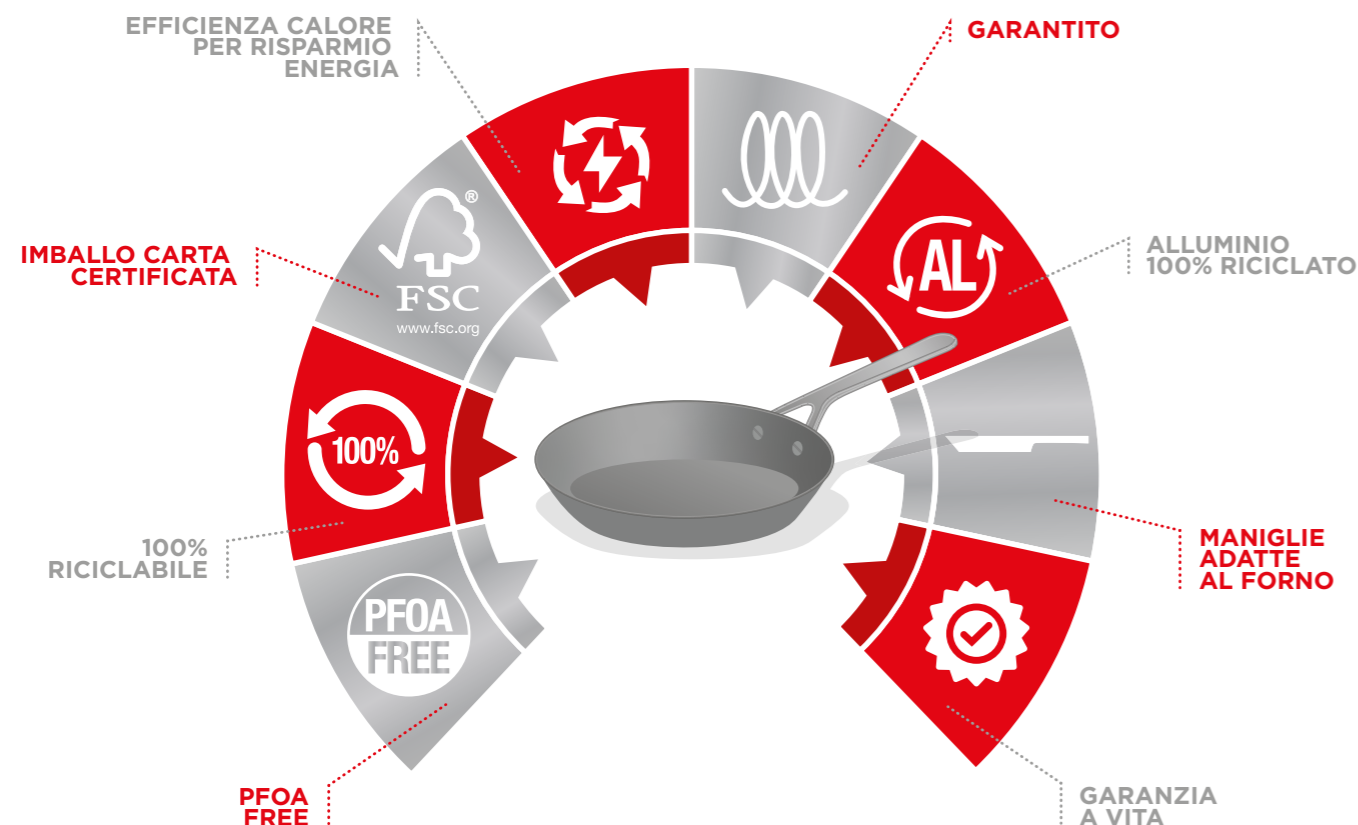 EFFICIENZA CALORE
PER RISPARMIO
ENERGIA
GARANTITO
®
FSC
www.fsc.org
IMBALLO CARTA
CERTIFICATA
AL
ALLUMINIO
100% RICICLATO
100%
100%
RICICLABILE
MANIGLIE
ADATTE
AL FORNO
PFOA
FREE
PFOA
FREE
GARANZIA
A VITA